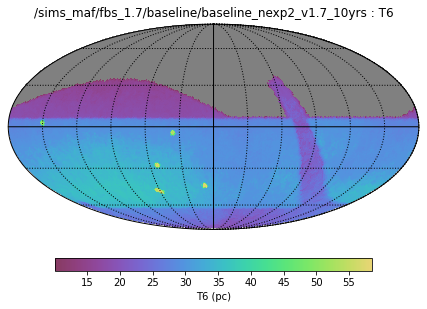 /sims_maf/fbs_1.7/baseline/baseline_nexp2_v1.7_10yrs : T6
15 20 25 30 35 40 45 50 55
T6 (pc)